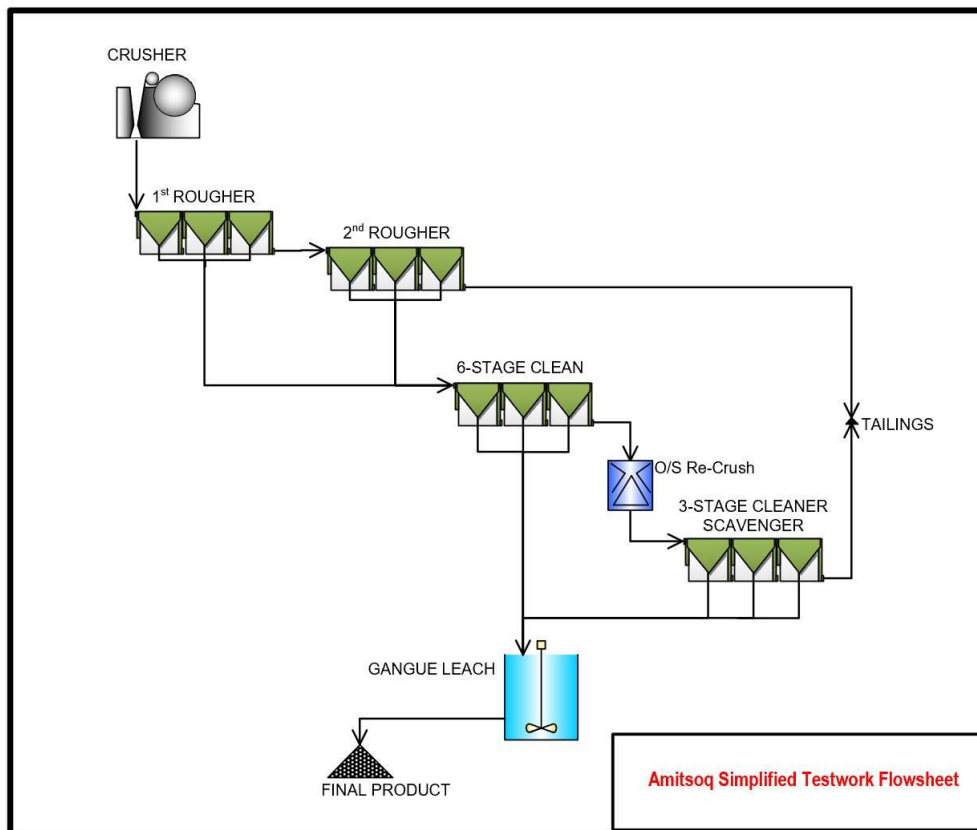 CRUSHER
1st ROUGHER
2nd ROUGHER
6-STAGE CLEAN
TAILINGS
O/S Re-Crush
3-STAGE CLEANER
SCAVENGER
GANGUE LEACH
FINAL PRODUCT
Amitsoq Simplified Testwork Flowsheet